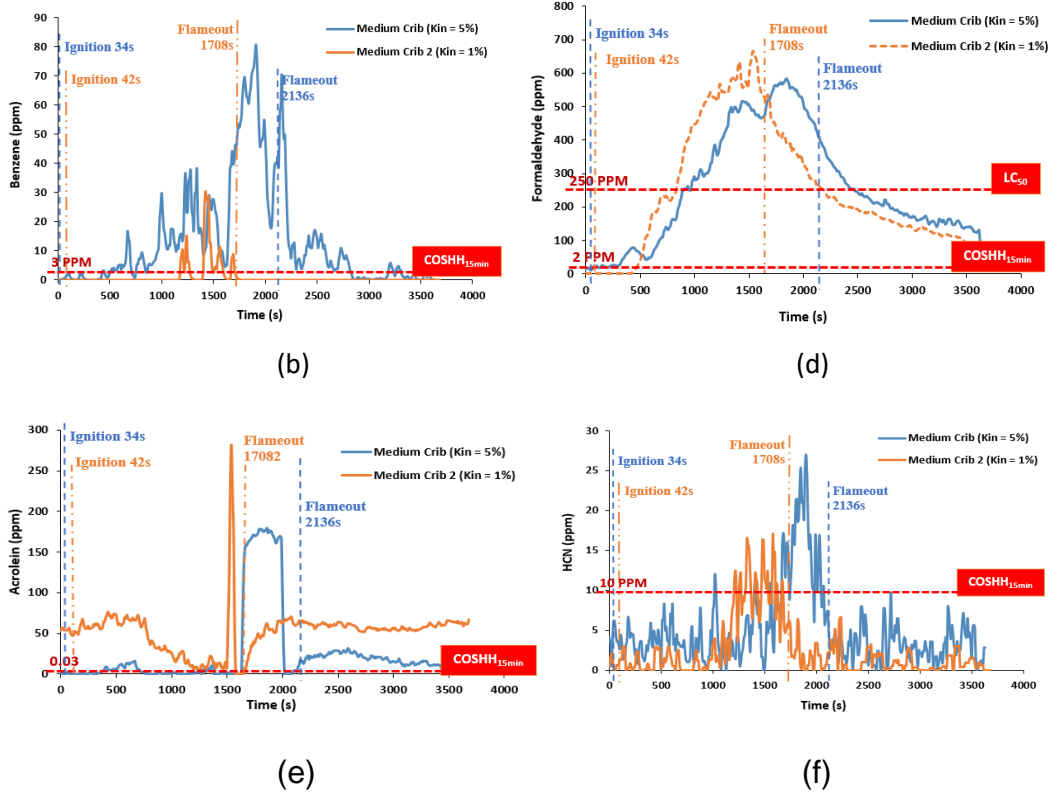 90
80
70
60
50
40
30
20
10
0
Benzene (ppm)
Ignition 34s
Ignition 42s
Flameout
1708s
Flameout
2136s
Medium Crib (Kin = 5%)
Medium Crib 2 (Kin = 1%)
3 PPM
COSHH15min
0 500 1000 1500 2000 2500 3000 3500 4000
Time (s)
(b)
800
700
600
500
400
300
200
100
0
Formaldehyde (ppm)
Ignition 34s
Ignition 42s
Flameout
1708s
Flameout
2136s
Medium Crib (Kin = 5%)
Medium Crib 2 (Kin = 1%)
250 PPM
LC50
2 PPM
COSHH15min
0 500 1000 1500 2000 2500 3000 3500 4000
Time (s)
(d)
300
250
200
150
100
50
0
Acrolein (ppm)
Ignition 34s
Ignition 42s
Flameout
17082
Flameout
2136s
Medium Crib (Kin = 5%)
Medium Crib 2 (Kin = 1%)
0.03
COSHH15min
0 500 1000 1500 2000 2500 3000 3500 4000
Time (s)
(e)
30
25
20
15
10
5
0
HCN (ppm)
Ignition 34s
Ignition 42s
Flameout
1708s
Flameout
2136s
Medium Crib (Kin = 5%)
Medium Crib 2 (Kin = 1%)
10 PPM
COSHH15min
0 500 1000 1500 2000 2500 3000 3500 4000
Time (s)
(f)